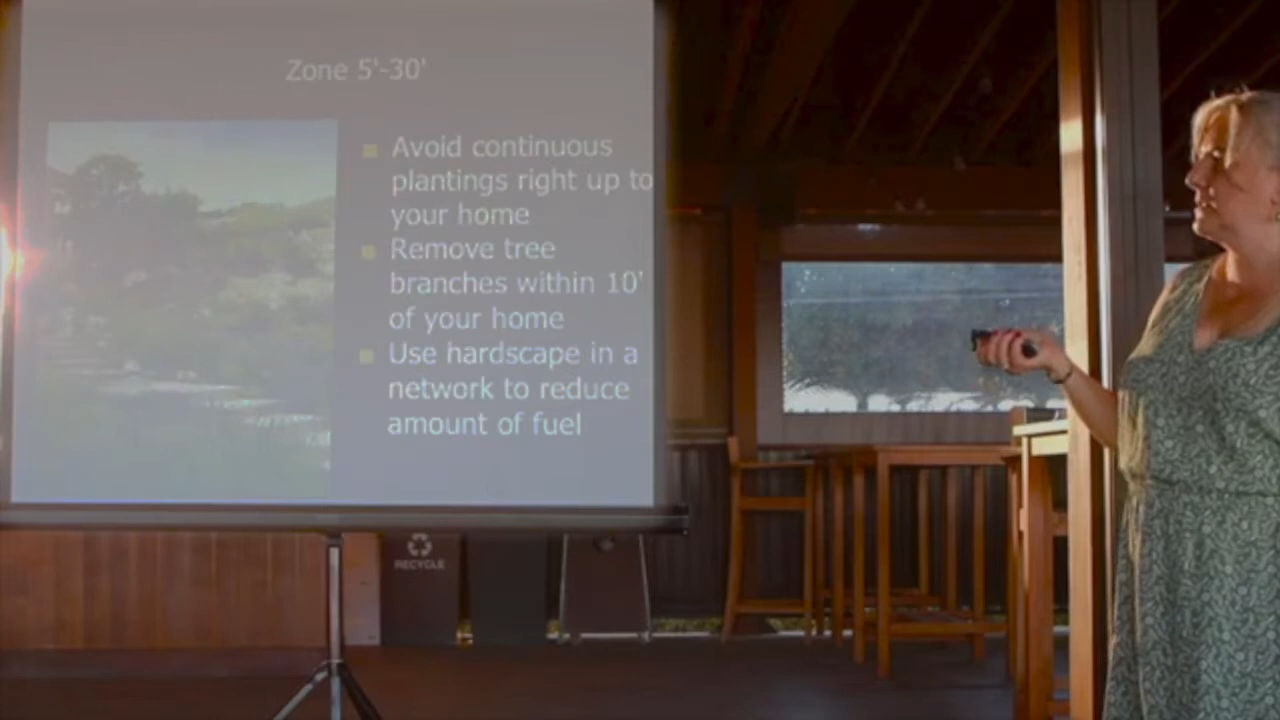 Zone 5'-30'
Avoid continuous
plantings right up to
your home
Remove tree
branches within 10'
of your home
Use hardscape in a
network to reduce
amount of fuel
RECYCLE